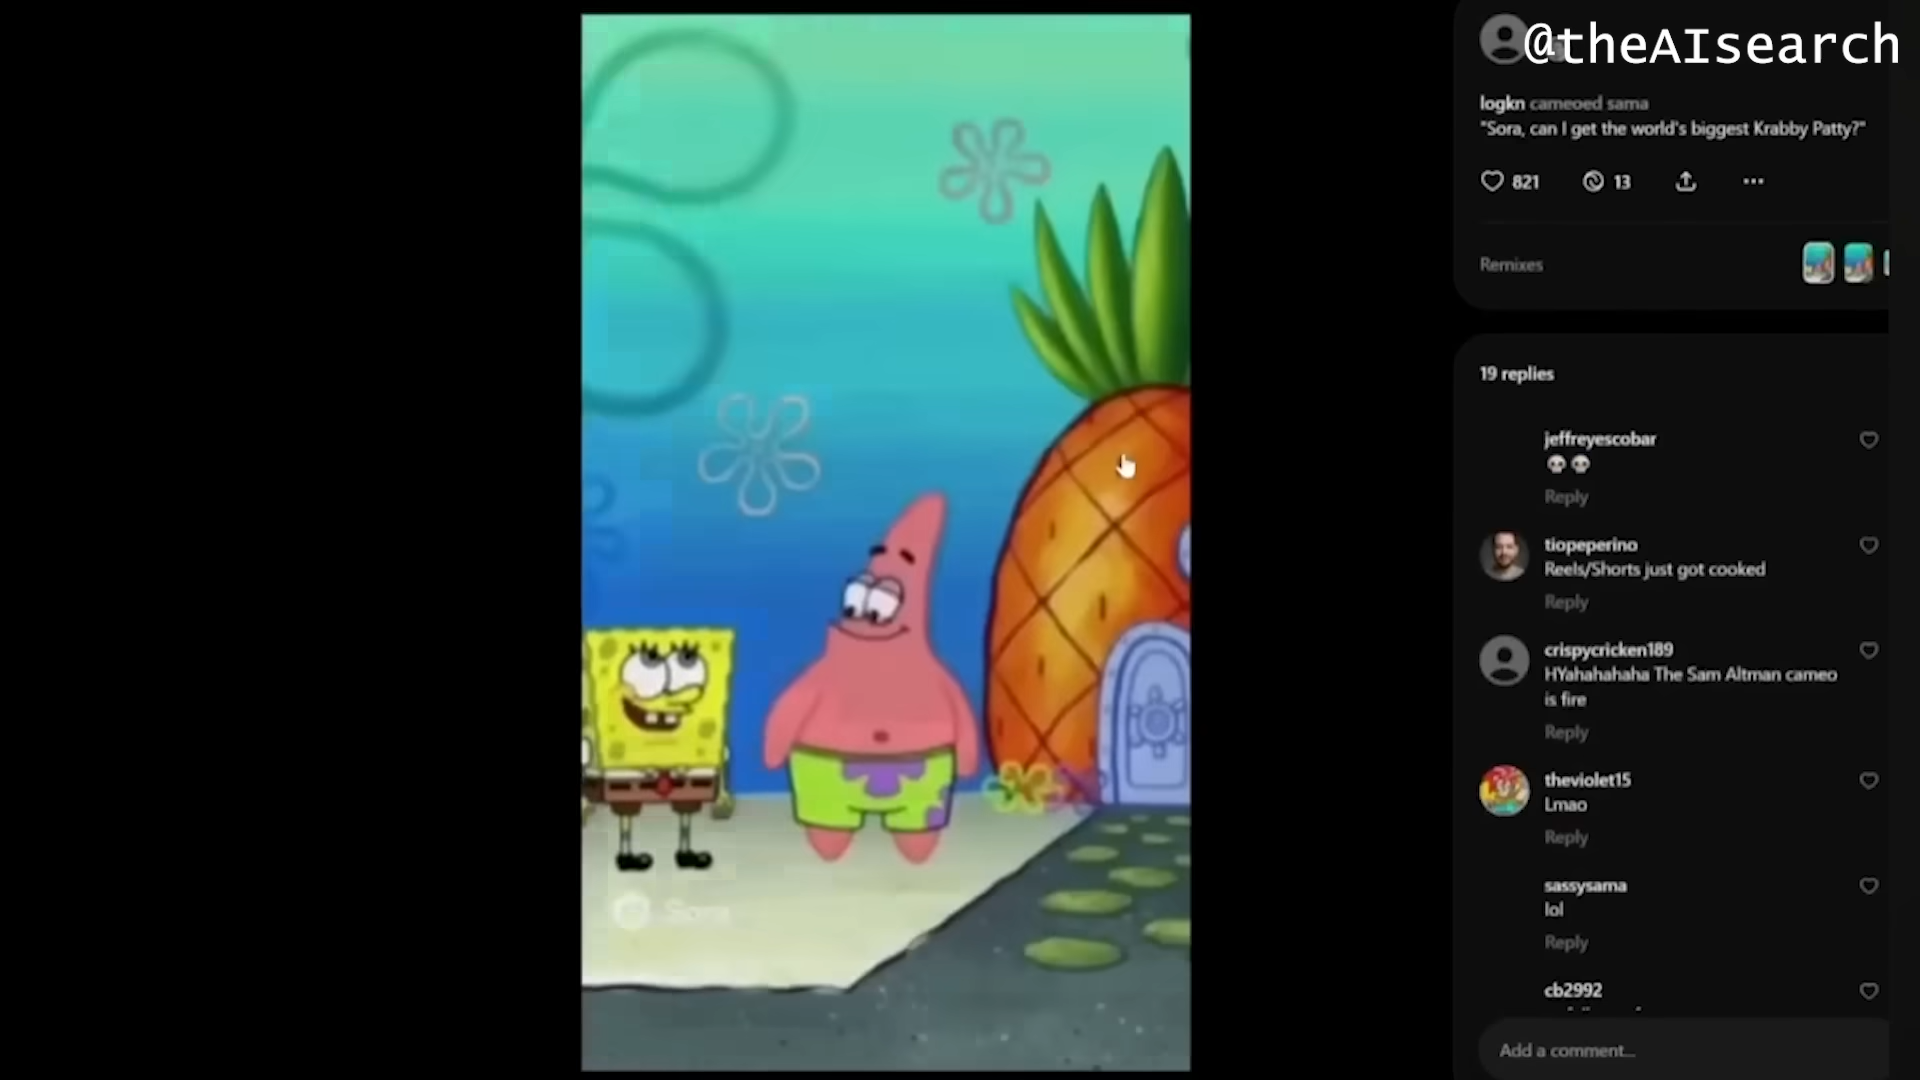 @theAIsearch
logkn cameoed sama
"Sora, can I get the world's biggest Krabby Patty?"
821
13
Remixes
19 replies
jeffreyescobar
Reply
tiopeperino
Reels/Shorts just got cooked
Reply
crispycricken189
HYahahahaha The Sam Altman cameo
is fire
Reply
theviolet15
Lmao
Reply
sassysama
lol
Reply
cb2992
Add a comment...
Sora